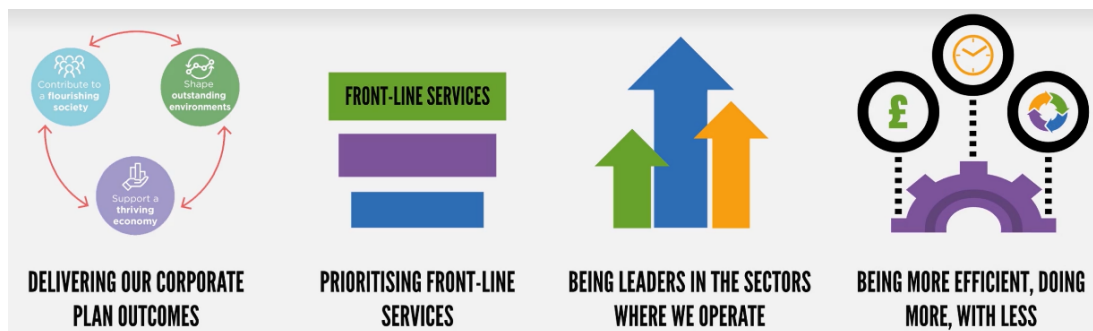 Contribute to
a flourishing
society
Shape
outstanding
environments
Support a
thriving
economy
DELIVERING OUR CORPORATE
PLAN OUTCOMES
FRONT-LINE SERVICES
PRIORITISING FRONT-LINE
SERVICES
BEING LEADERS IN THE SECTORS
WHERE WE OPERATE
£
BEING MORE EFFICIENT, DOING
MORE, WITH LESS